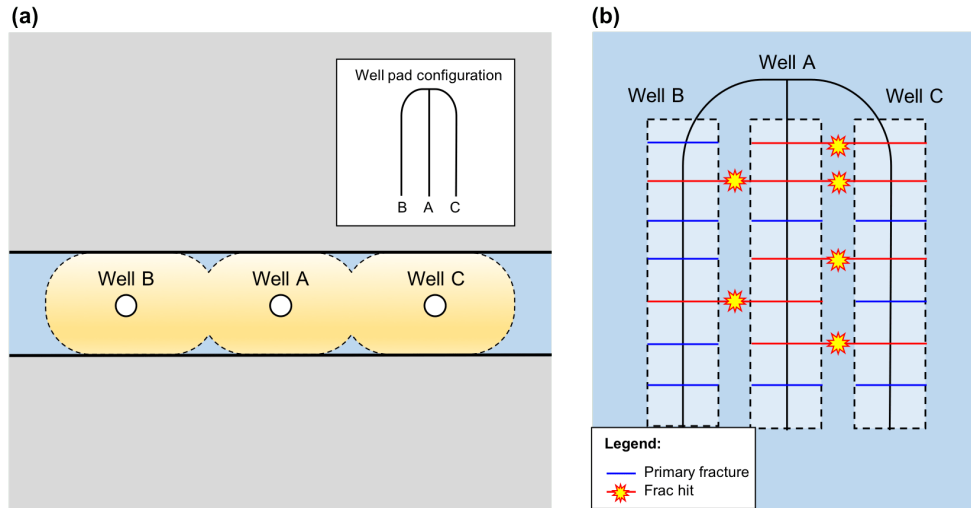 (a)
Well pad configuration
B A C
Well B
Well A
Well C
(b)
Well A
Well B
Well C
Legend:
Primary fracture
Frac hit